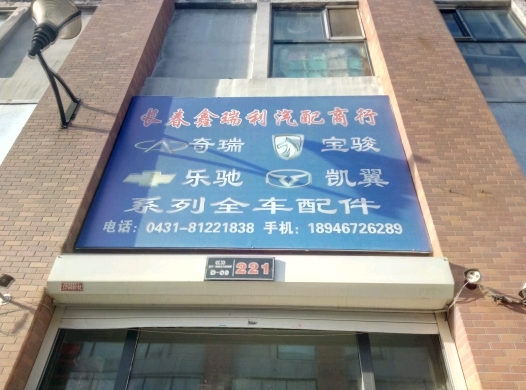 长春鑫瑞利汽配商行
奇瑞 宝骏
乐驰 凯翼
系列全车配件
电话：0431-81221838 手机：18946726289
D-08 221